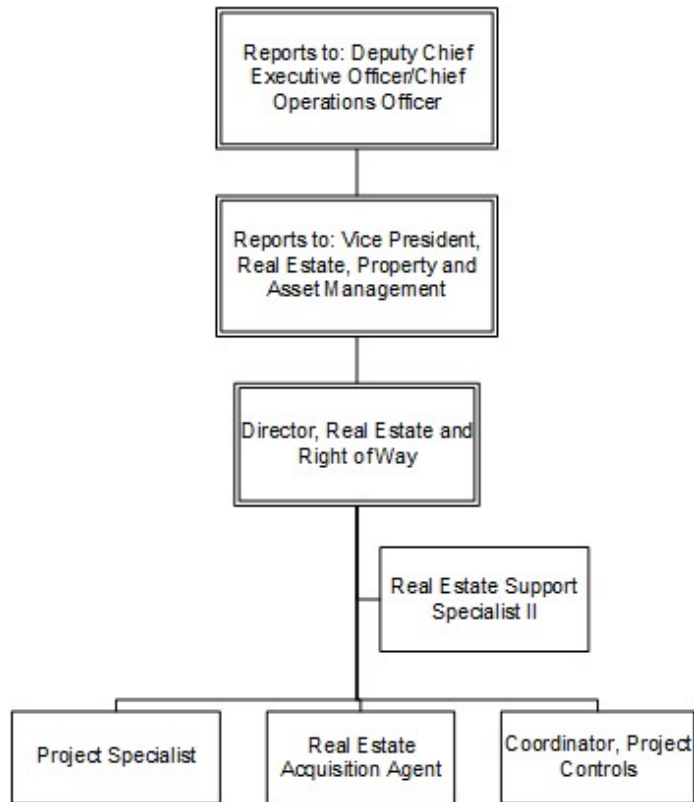 Reports to: Deputy Chief
Executive Officer/Chief
Operations Officer
Reports to: Vice President,
Real Estate, Property and
Asset Management
Director, Real Estate and
Right of Way
Real Estate Support
Specialist II
Project Specialist
Real Estate
Acquisition Agent
Coordinator, Project
Controls